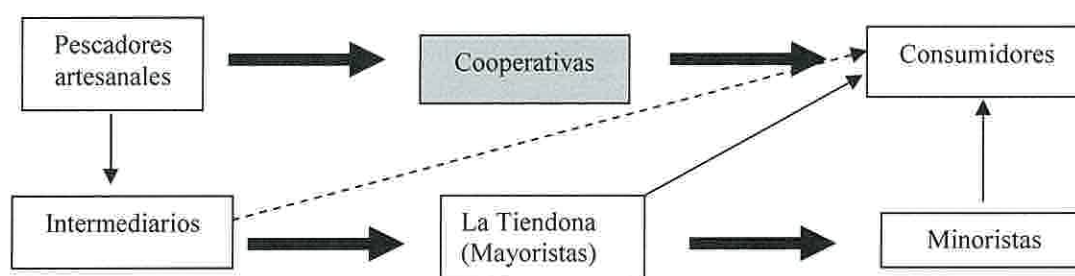 Pescadores
artesanales
Cooperativas
Consumidores
Intermediarios
La Tiendona
(Mayoristas)
Minoristas